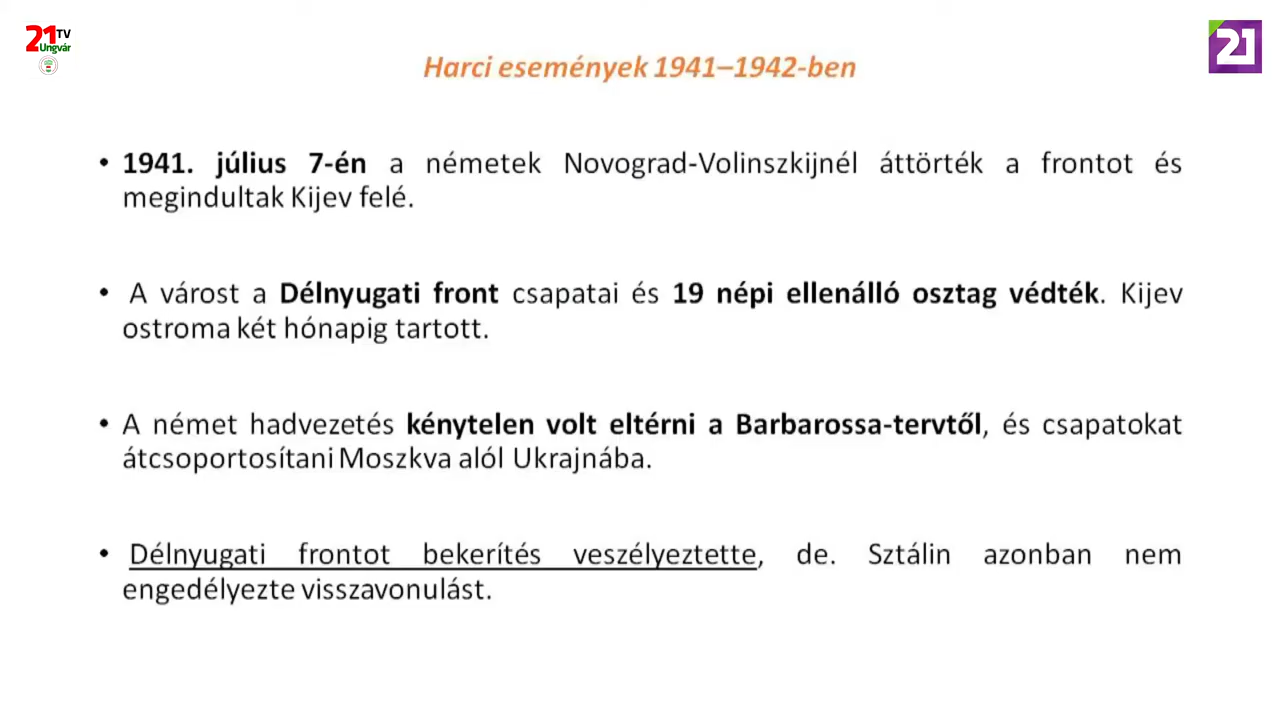 21 TV
Ungvár
21
Harci események 1941–1942-ben
• 1941. július 7-én a németek Novograd-Volinszkijnél áttörték a frontot és
megindultak Kijev felé.
• A várost a Délnyugati front csapatai és 19 népi ellenálló osztag védték. Kijev
ostroma két hónapig tartott.
• A német hadvezetés kénytelen volt eltérni a Barbarossa-tervtől, és csapatokat
átcsoportosítani Moszkva alól Ukrajnába.
• Délnyugati frontot bekerítés veszélyeztette, de. Sztálin azonban nem
engedélyezte visszavonulást.